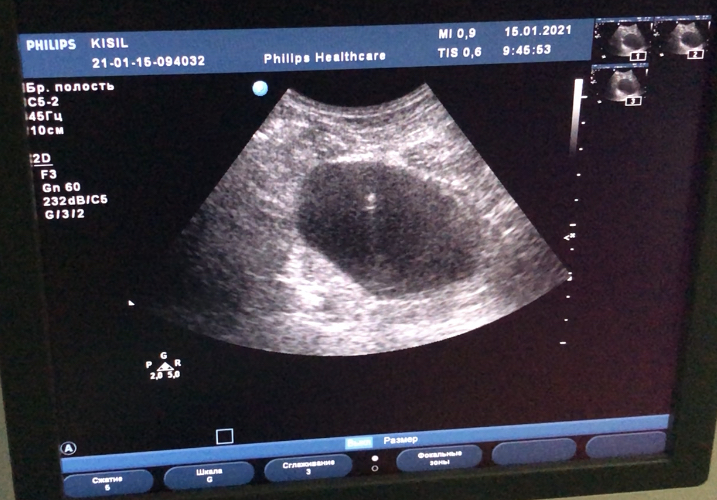 PHILIPS
KISIL
21-01-15-094032
Philips Healthcare
MI 0,9
TIS 0,6
15.01.2021
9:45:53
1
2
3
Бр. полость
C5-2
45Гц
10см
2D
F3
Gn 60
232dB/C5
G/3/2
G
P R
2,0 5,0
A
Размер
Сжатие
6
Шкала
G
Сглаживание
3
Фокальные
зоны